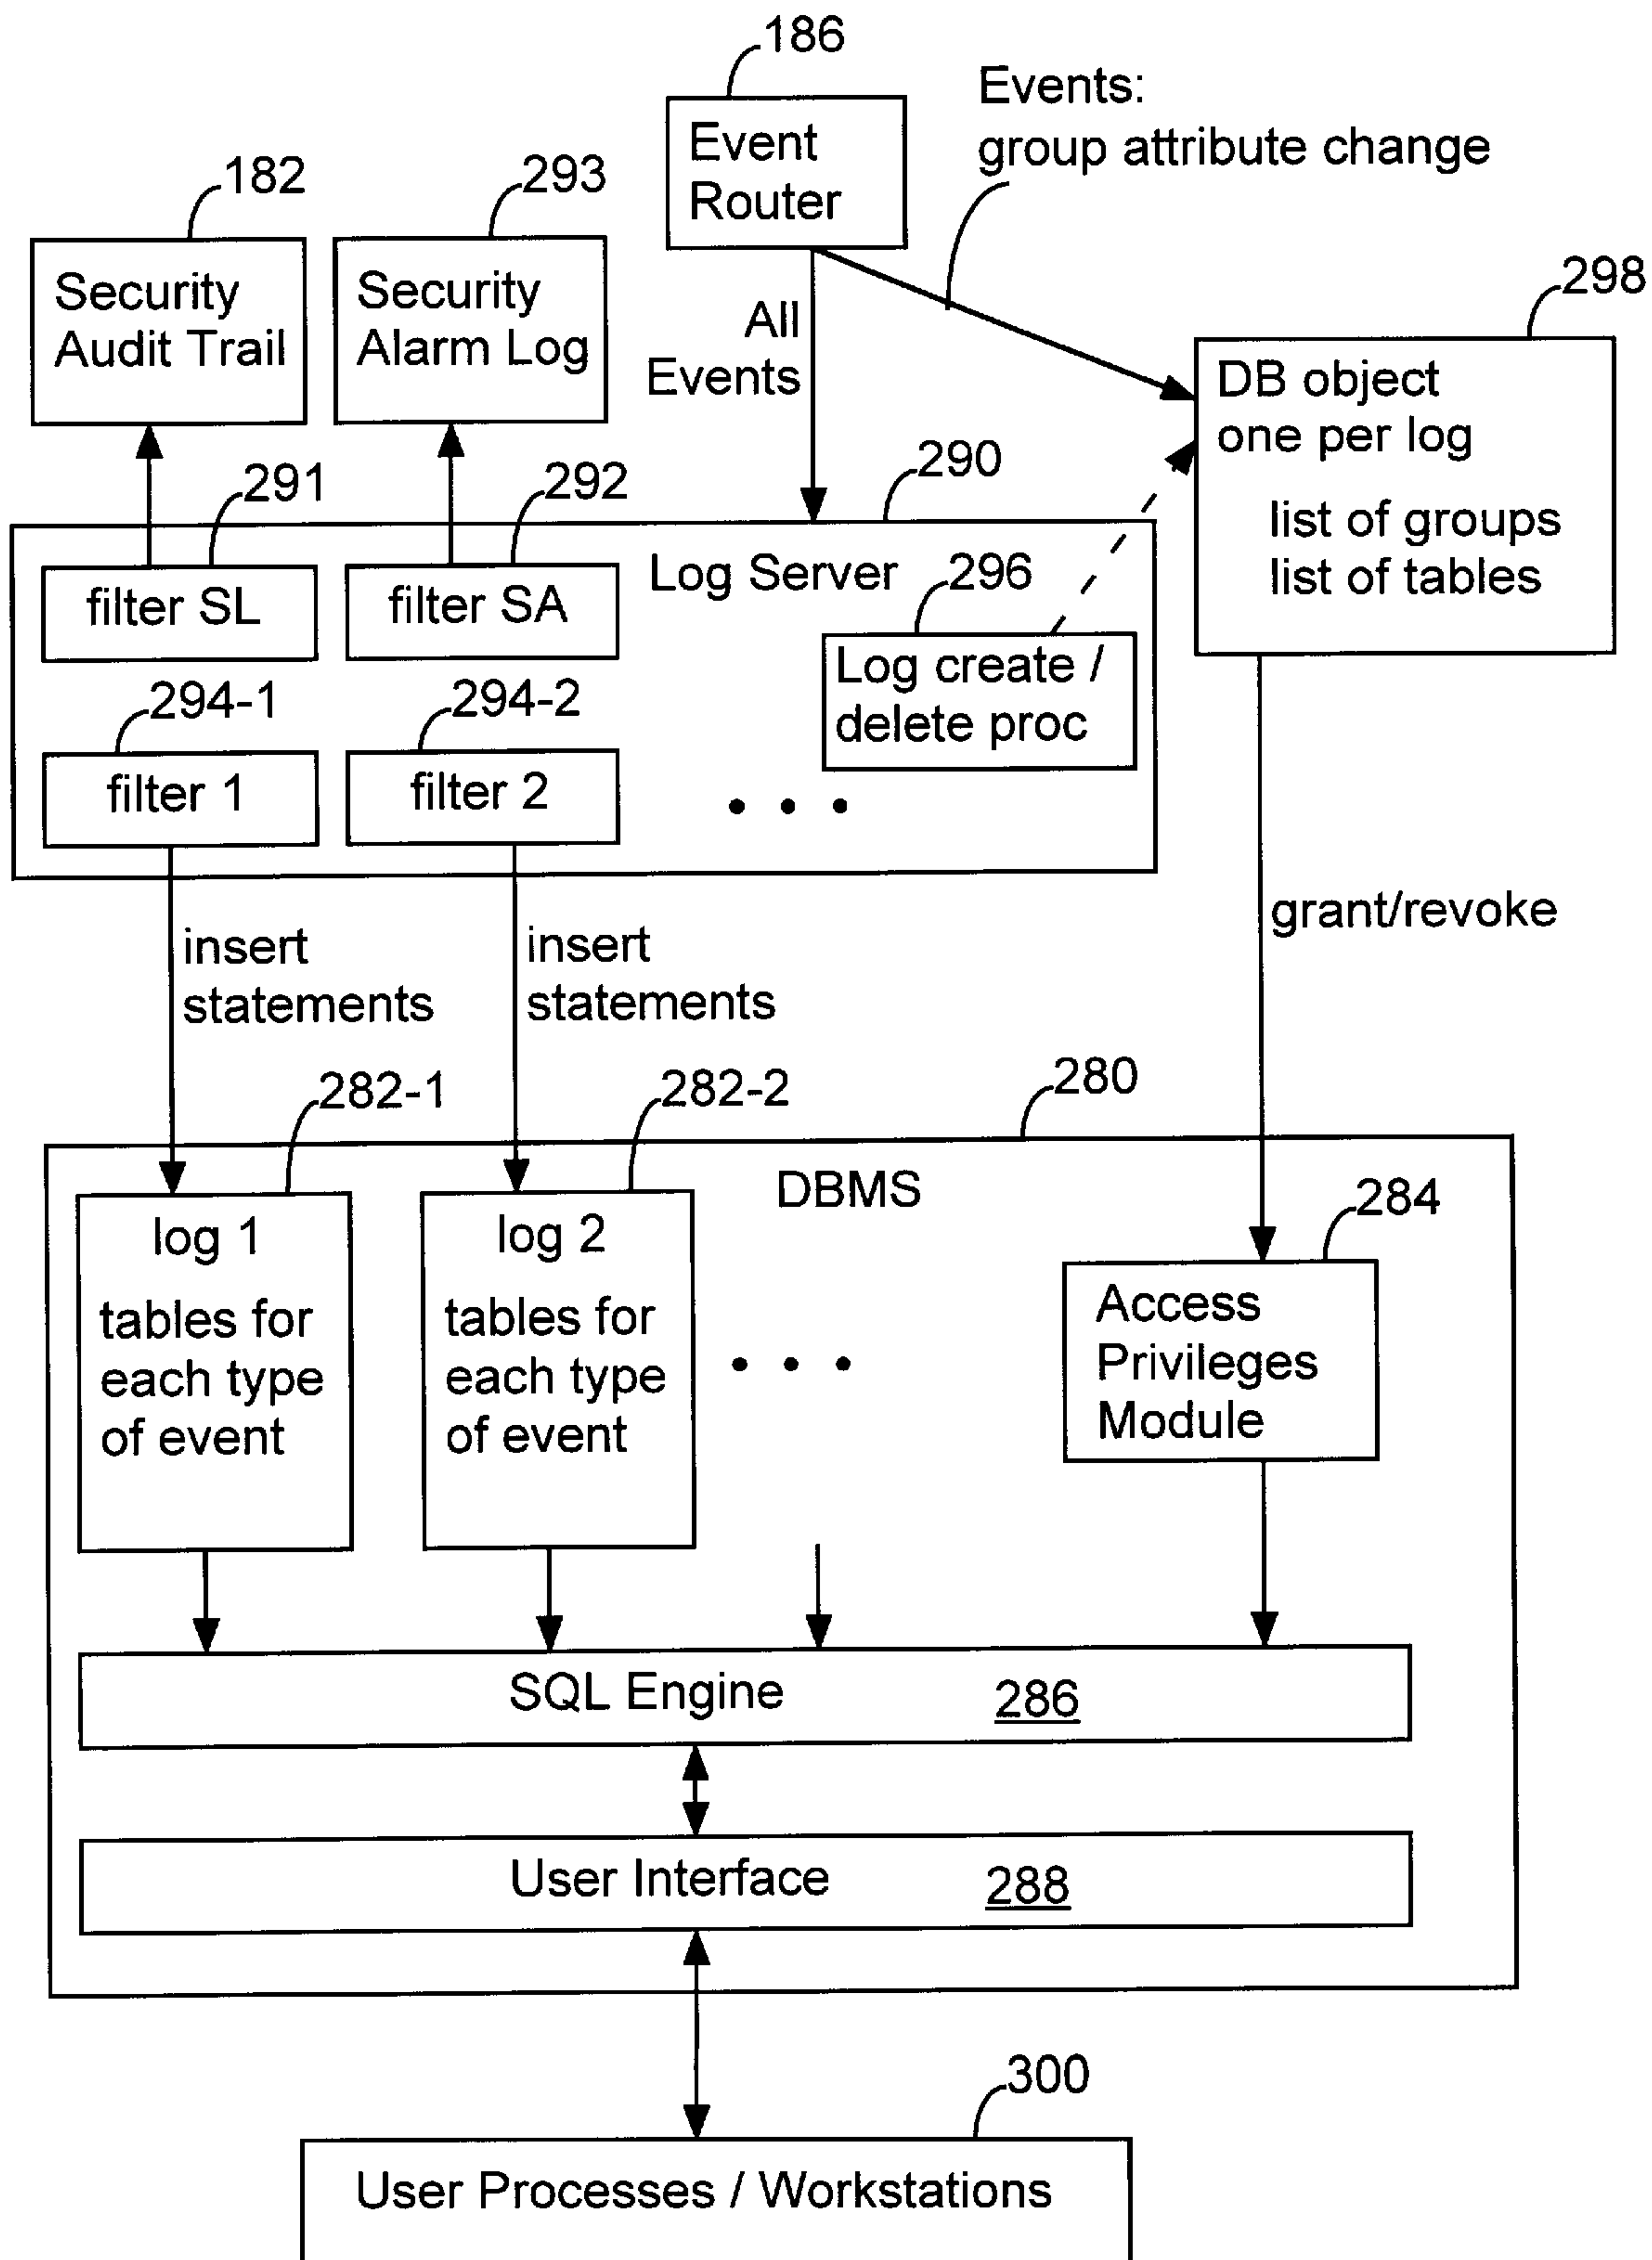 186
Events:
group attribute change
Event
Router
182
293
298
Security
Audit Trail
Security
Alarm Log
All
Events
DB object
one per log
list of groups
list of tables
291
292
290
Log Server
296
filter SL
filter SA
Log create /
delete proc
294-1
294-2
filter 1
filter 2
• • •
grant/revoke
insert
statements
insert
statements
282-1
282-2
280
DBMS
284
log 1
tables for
each type
of event
log 2
tables for
each type
of event
• • •
Access
Privileges
Module
SQL Engine 286
User Interface 288
300
User Processes / Workstations